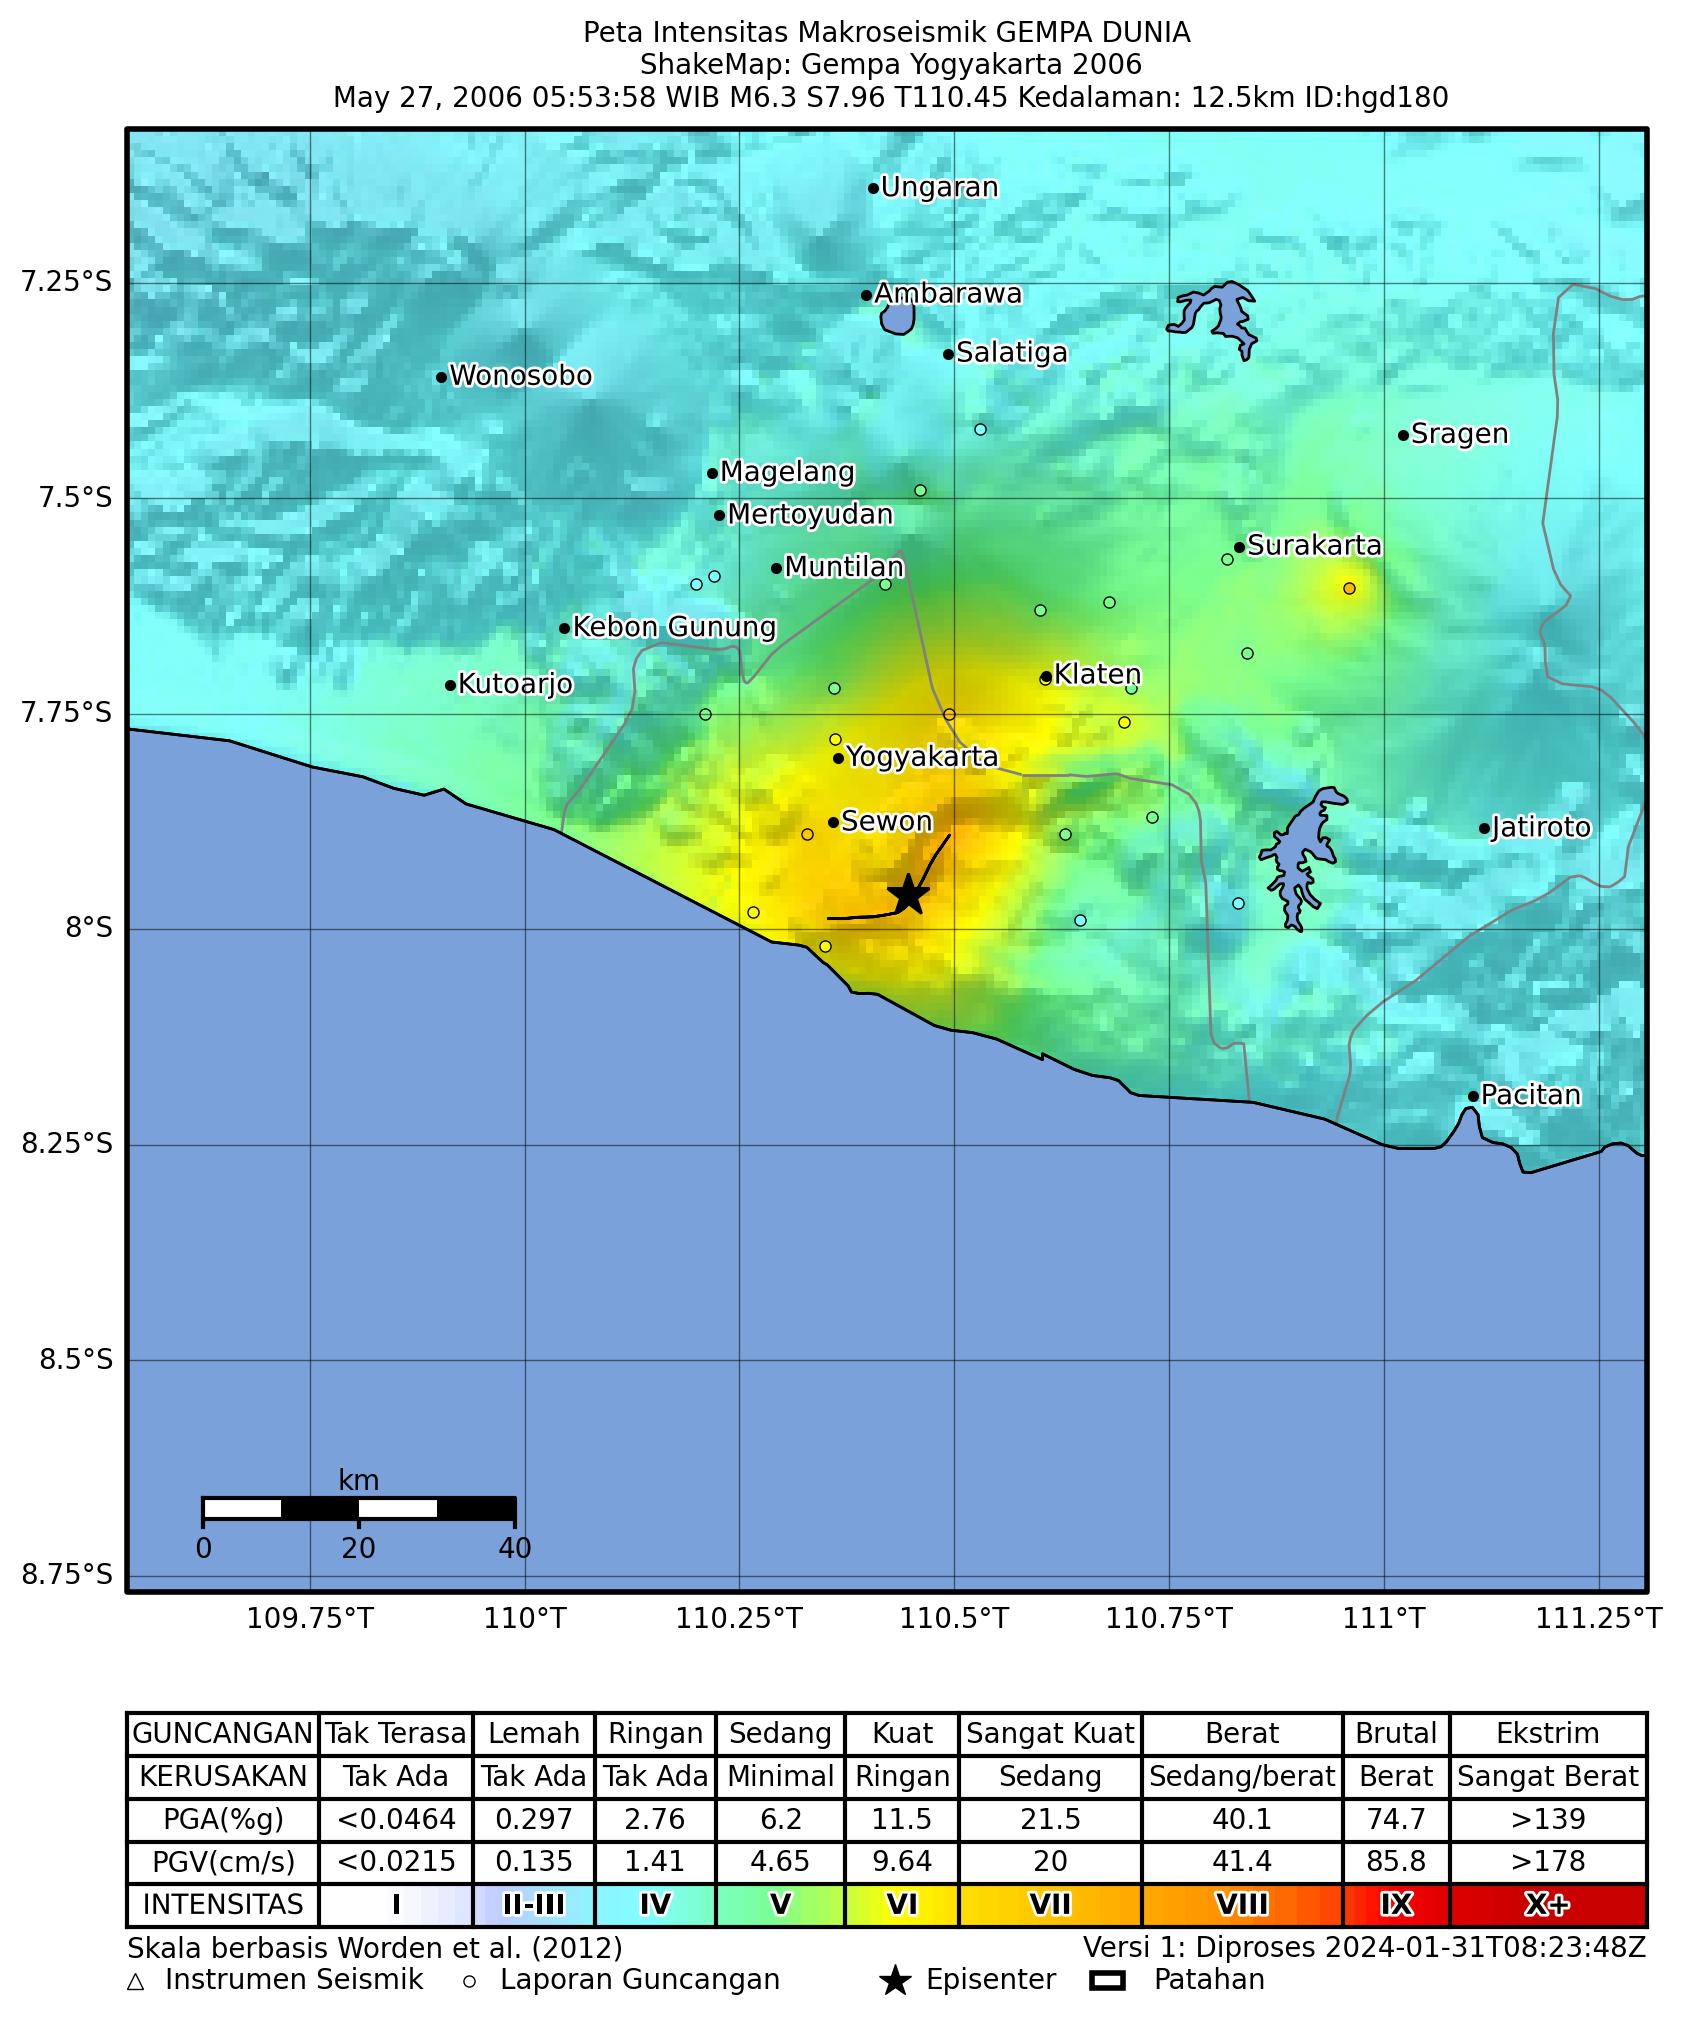 Peta Intensitas Makroseismik GEMPA DUNIA
ShakeMap: Gempa Yogyakarta 2006
May 27, 2006 05:53:58 WIB M6.3 S7.96 T110.45 Kedalaman: 12.5km ID:hgd180
Ungaran
7.25°S
Ambarawa
Salatiga
Wonosobo
Sragen
Magelang
7.5°S
Mertoyudan
Surakarta
Muntilan
Kebon Gunung
Klaten
Kutoarjo
7.75°S
Yogyakarta
Sewon
Jatiroto
8°S
Pacitan
8.25°S
8.5°S
km
0 20 40
8.75°S
109.75°T 110°T 110.25°T 110.5°T 110.75°T 111°T 111.25°T
GUNCANGAN Tak Terasa Lemah Ringan Sedang Kuat Sangat Kuat Berat Brutal Ekstrim
KERUSAKAN Tak Ada Tak Ada Tak Ada Minimal Ringan Sedang Sedang/berat Berat Sangat Berat
PGA(%g) <0.0464 0.297 2.76 6.2 11.5 21.5 40.1 74.7 >139
PGV(cm/s) <0.0215 0.135 1.41 4.65 9.64 20 41.4 85.8 >178
INTENSITAS I II-III IV V VI VII VIII IX X+
Skala berbasis Worden et al. (2012) Versi 1: Diproses 2024-01-31T08:23:48Z
Instrumen Seismik Laporan Guncangan Episenter Patahan